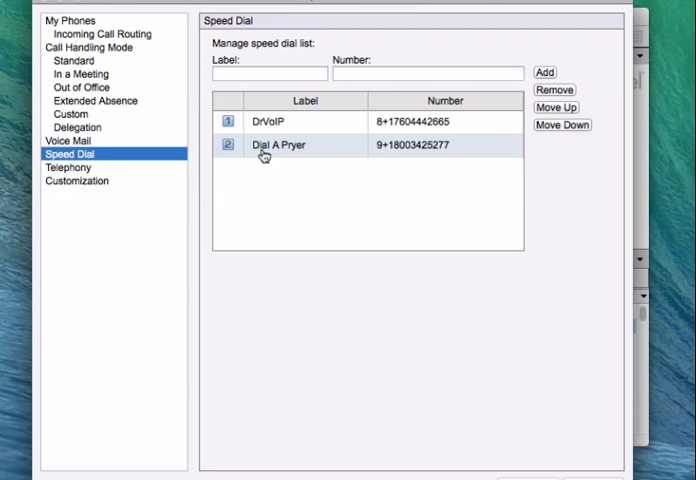 My Phones
Incoming Call Routing
Call Handling Mode
Standard
In a Meeting
Out of Office
Extended Absence
Custom
Delegation
Voice Mail
Speed Dial
Telephony
Customization
Speed Dial
Manage speed dial list:
Label: Number:
Add
Remove
Move Up
Move Down
Label Number
1 DrVoIP 8+17604442665
2 Dial A Pryer 9+18003425277